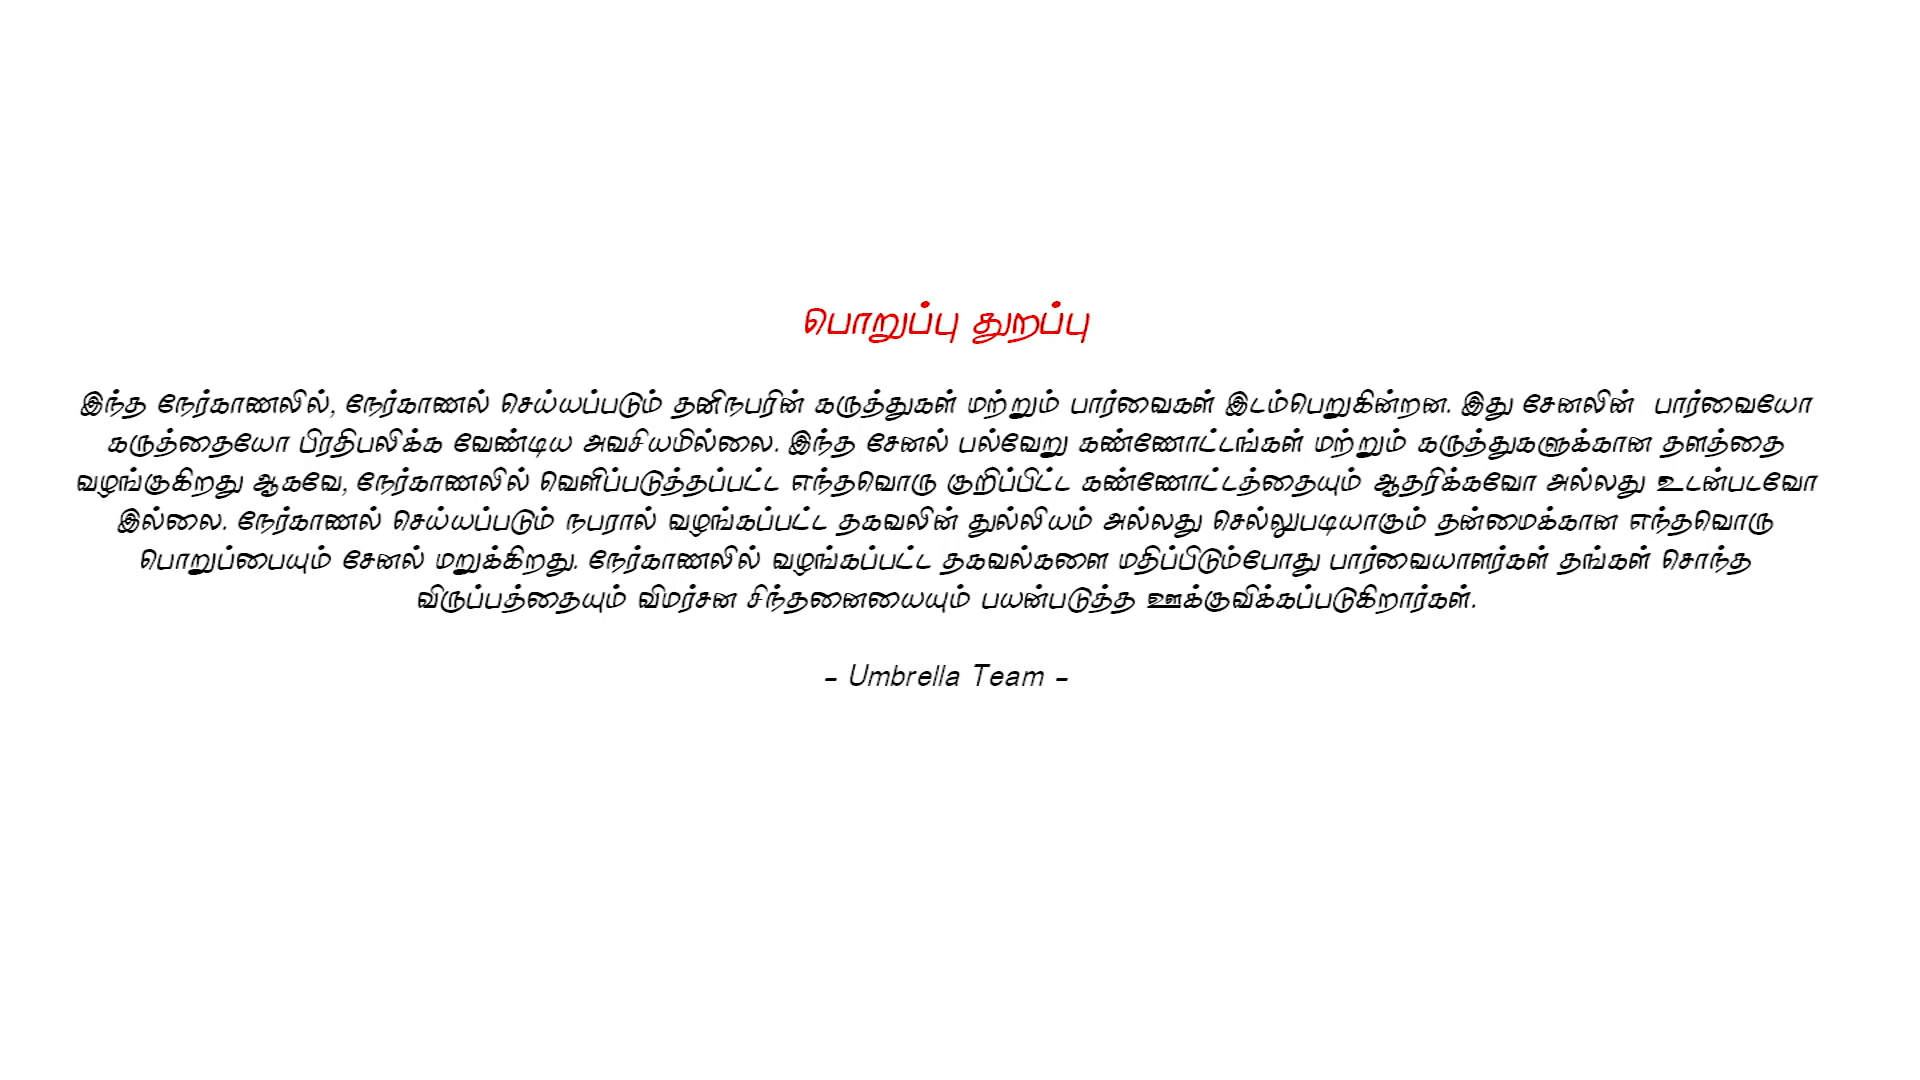 பொறுப்பு துறப்பு
இந்த நேர்காணலில், நேர்காணல் செய்யப்படும் தனிநபரின் கருத்துகள் மற்றும் பார்வைகள் இடம்பெறுகின்றன. இது சேனலின் பார்வையோ
கருத்தையோ பிரதிபலிக்க வேண்டிய அவசியமில்லை. இந்த சேனல் பல்வேறு கண்ணோட்டங்கள் மற்றும் கருத்துகளுக்கான தளத்தை
வழங்குகிறது ஆகவே, நேர்காணலில் வெளிப்படுத்தப்பட்ட எந்தவொரு குறிப்பிட்ட கண்ணோட்டத்தையும் ஆதரிக்கவோ அல்லது உடன்படவோ
இல்லை. நேர்காணல் செய்யப்படும் நபரால் வழங்கப்பட்ட தகவலின் துல்லியம் அல்லது செல்லுபடியாகும் தன்மைக்கான எந்தவொரு
பொறுப்பையும் சேனல் மறுக்கிறது. நேர்காணலில் வழங்கப்பட்ட தகவல்களை மதிப்பிடும்போது பார்வையாளர்கள் தங்கள் சொந்த
விருப்பத்தையும் விமர்சன சிந்தனையையும் பயன்படுத்த ஊக்குவிக்கப்படுகிறார்கள்.
- Umbrella Team -